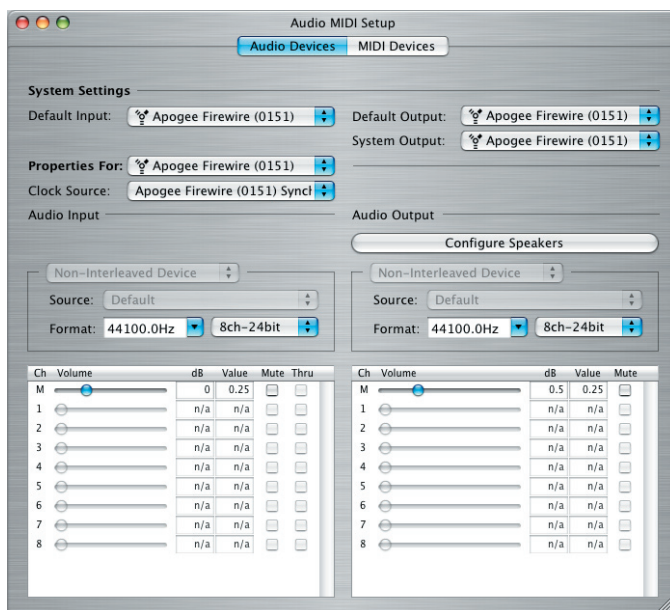 Audio MIDI Setup
Audio Devices MIDI Devices
System Settings
Default Input: Apogee Firewire (0151)
Default Output: Apogee Firewire (0151)
System Output: Apogee Firewire (0151)
Properties For: Apogee Firewire (0151)
Clock Source: Apogee Firewire (0151) Synch
Audio Input
Audio Output
Configure Speakers
Non-Interleaved Device
Source: Default
Format: 44100.0Hz 8ch-24bit
Non-Interleaved Device
Source: Default
Format: 44100.0Hz 8ch-24bit
Ch Volume dB Value Mute Thru
M 0 0.25
1 n/a n/a
2 n/a n/a
3 n/a n/a
4 n/a n/a
5 n/a n/a
6 n/a n/a
7 n/a n/a
8 n/a n/a
Ch Volume dB Value Mute
M 0.5 0.25
1 n/a n/a
2 n/a n/a
3 n/a n/a
4 n/a n/a
5 n/a n/a
6 n/a n/a
7 n/a n/a
8 n/a n/a